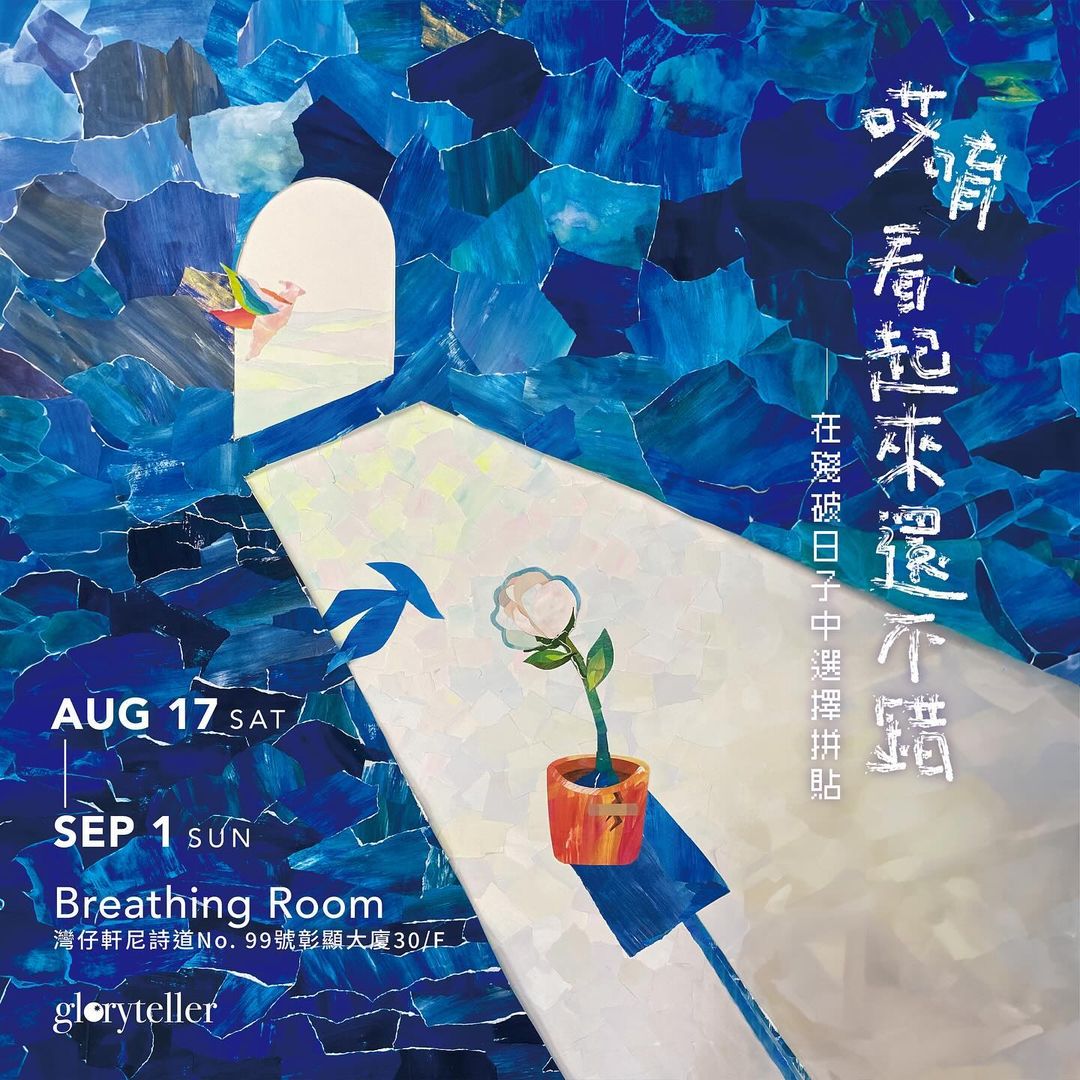 哎唷
看起來還不錯
——在殘破日子中選擇拼貼
AUG 17 SAT
SEP 1 SUN
Breathing Room
灣仔軒尼詩道No. 99號彰顯大廈30/F
gloryteller